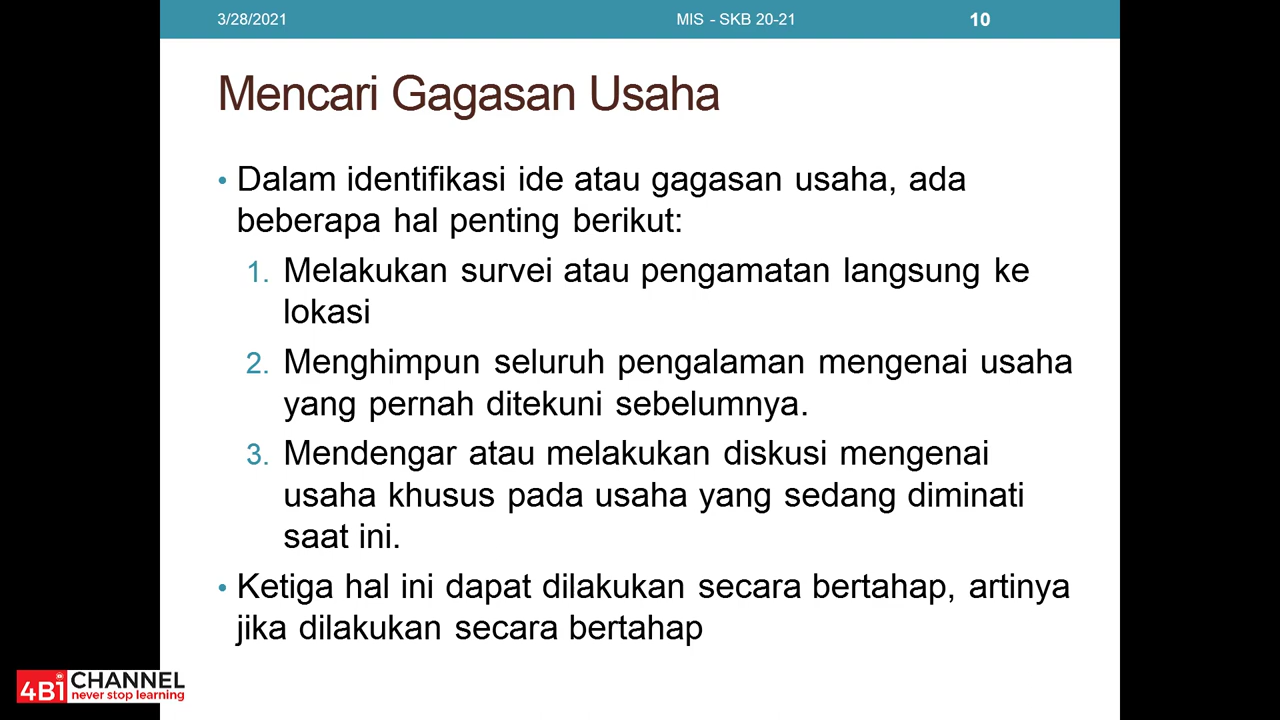 3/28/2021 MIS - SKB 20-21 10
Mencari Gagasan Usaha
• Dalam identifikasi ide atau gagasan usaha, ada
beberapa hal penting berikut:
1. Melakukan survei atau pengamatan langsung ke
lokasi
2. Menghimpun seluruh pengalaman mengenai usaha
yang pernah ditekuni sebelumnya.
3. Mendengar atau melakukan diskusi mengenai
usaha khusus pada usaha yang sedang diminati
saat ini.
• Ketiga hal ini dapat dilakukan secara bertahap, artinya
jika dilakukan secara bertahap
4Bi CHANNEL
never stop learning